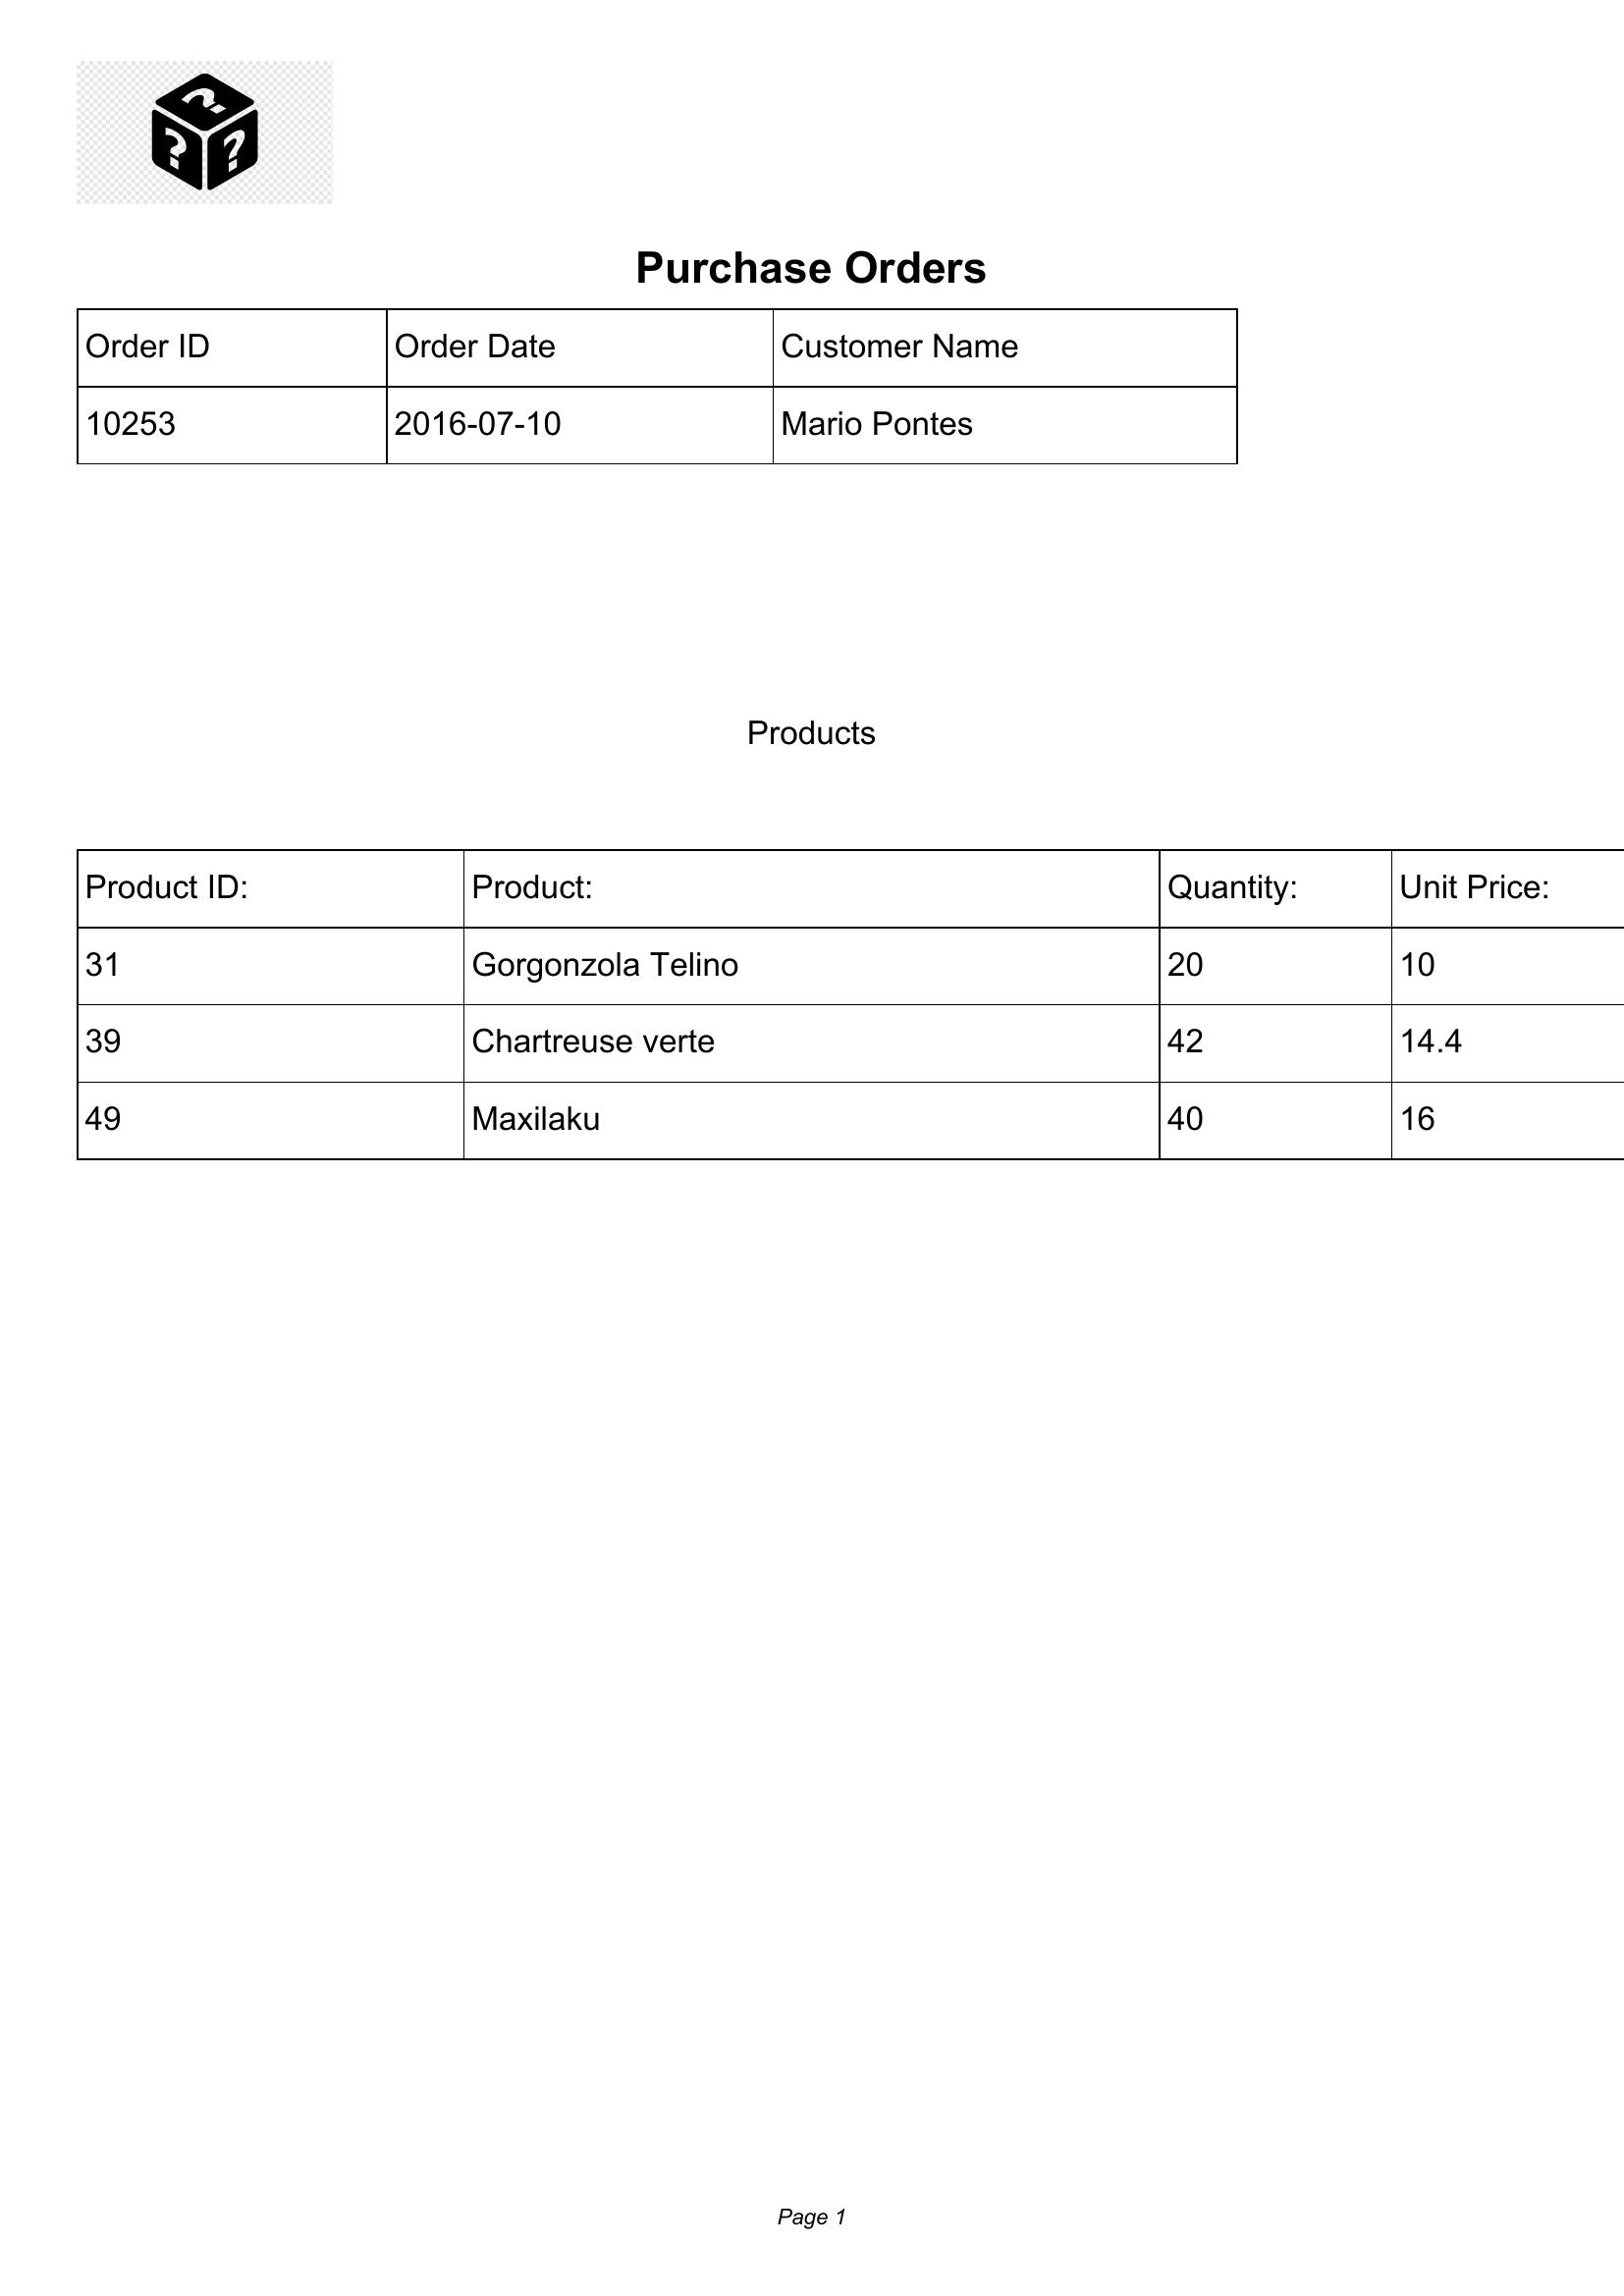 Purchase Orders
Order ID Order Date Customer Name
10253 2016-07-10 Mario Pontes
Products
Product ID: Product: Quantity: Unit Price:
31 Gorgonzola Telino 20 10
39 Chartreuse verte 42 14.4
49 Maxilaku 40 16
Page 1